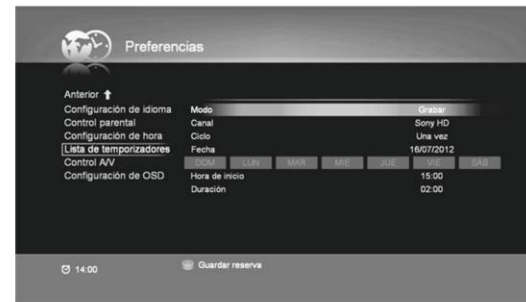 Preferencias
Anterior
Configuración de idioma
Control parental
Configuración de hora
Lista de temporizadores
Control A/V
Configuración de OSD
Modo Grabar
Canal Sony HD
Ciclo Una vez
Fecha 16/07/2012
DOM LUN MAR MIE JUE VIE SAB
Hora de inicio 15:00
Duración 02:00
14:00
Guardar reserva